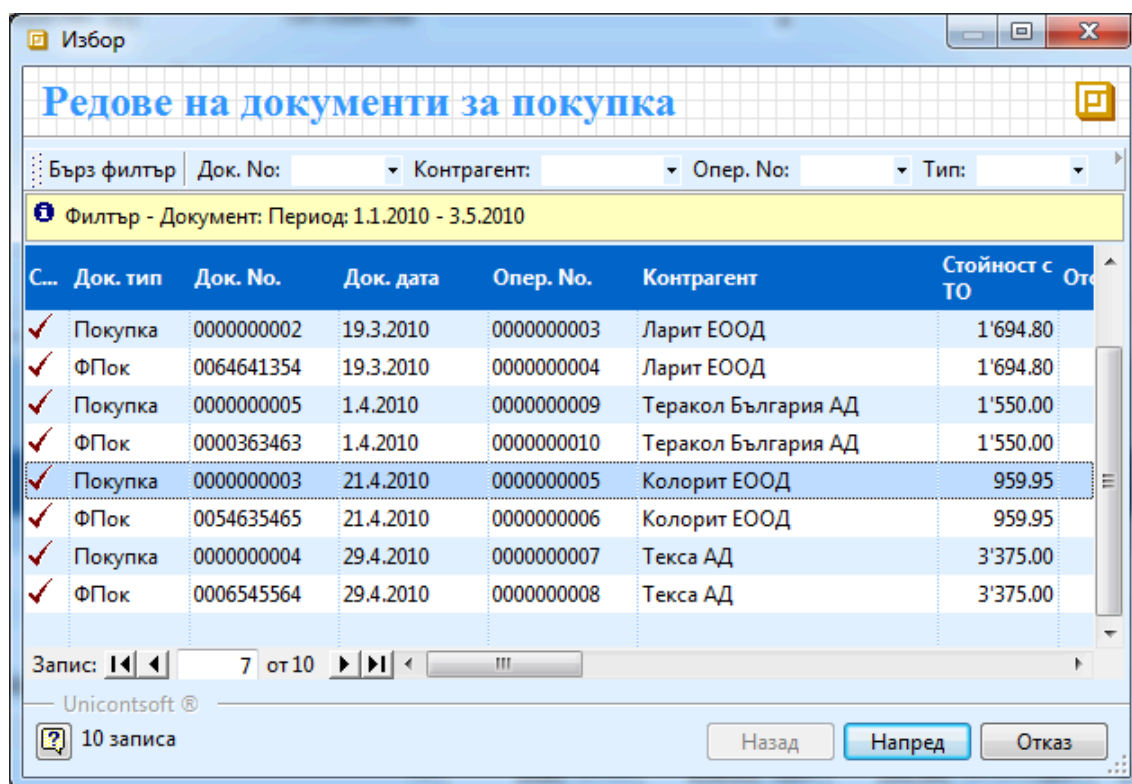 Избор
Редове на документи за покупка
Бърз филтър Док. No: Контрагент: Опер. No: Тип:
Филтър - Документ: Период: 1.1.2010 - 3.5.2010
С... Док. тип Док. No. Док. дата Опер. No. Контрагент Стойност с ТО
Покупка 0000000002 19.3.2010 0000000003 Ларит ЕООД 1'694.80
ФПок 0064641354 19.3.2010 0000000004 Ларит ЕООД 1'694.80
Покупка 0000000005 1.4.2010 0000000009 Теракол България АД 1'550.00
ФПок 0000363463 1.4.2010 0000000010 Теракол България АД 1'550.00
Покупка 0000000003 21.4.2010 0000000005 Колорит ЕООД 959.95
ФПок 0054635465 21.4.2010 0000000006 Колорит ЕООД 959.95
Покупка 0000000004 29.4.2010 0000000007 Текса АД 3'375.00
ФПок 0006545564 29.4.2010 0000000008 Текса АД 3'375.00
Запис: 7 от 10
Unicontsoft ®
10 записа Назад Напред Отказ